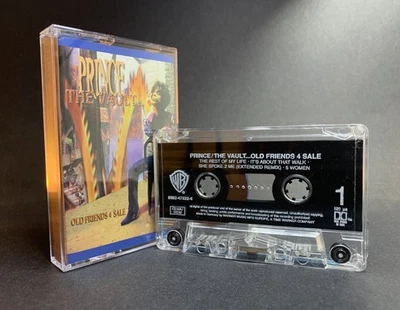 PRINCE
THE VAULT
OLD FRIENDS 4 SALE
PRINCE/THE VAULT...OLD FRIENDS 4 SALE
THE REST OF MY LIFE · IT'S ABOUT THAT WALK ·
SHE SPOKE 2 ME (EXTENDED REMIX) · 5 WOMEN
1